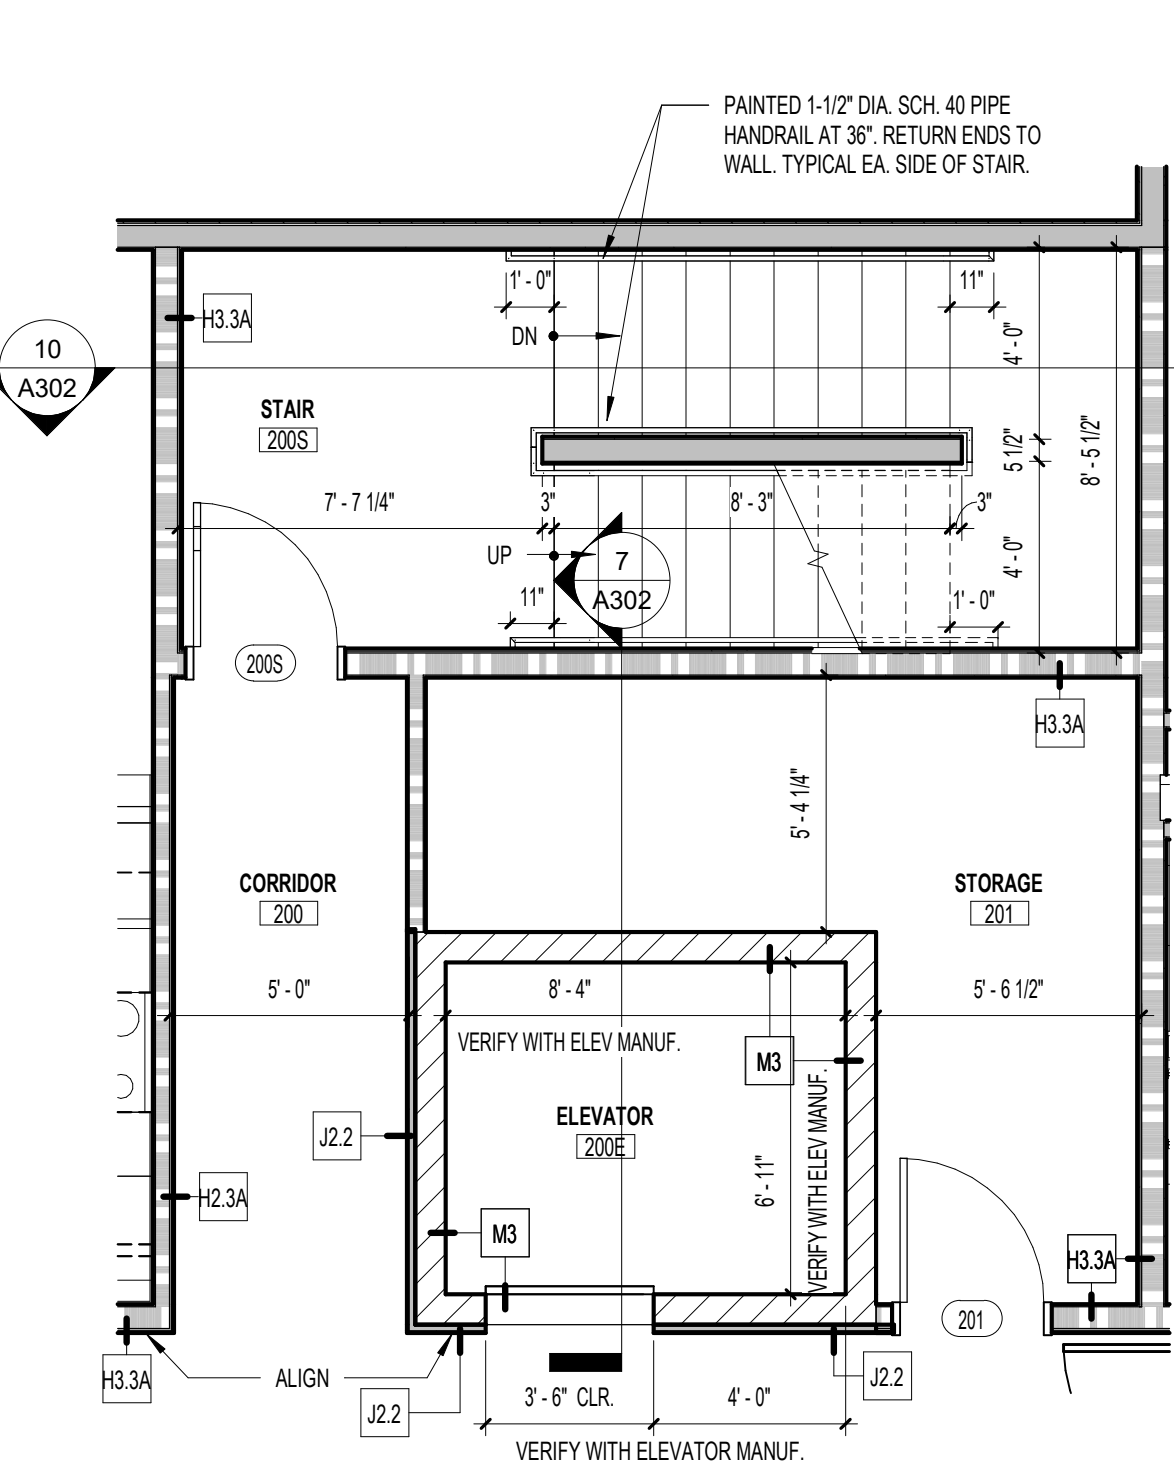 PAINTED 1-1/2" DIA. SCH. 40 PIPE
HANDRAIL AT 36". RETURN ENDS TO
WALL. TYPICAL EA. SIDE OF STAIR.
1' - 0"
11"
H3.3A
DN
4' - 0"
10
A302
STAIR
200S
5 1/2"
8' - 5 1/2"
7' - 7 1/4"
3"
8' - 3"
3"
UP
7
A302
4' - 0"
11"
1' - 0"
200S
H3.3A
5' - 4 1/4"
CORRIDOR
200
STORAGE
201
5' - 0"
8' - 4"
5' - 6 1/2"
VERIFY WITH ELEV MANUF.
M3
ELEVATOR
200E
J2.2
6' - 11"
VERIFY WITH ELEV MANUF.
H2.3A
M3
H3.3A
201
ALIGN
H3.3A
J2.2
3' - 6" CLR.
4' - 0"
J2.2
VERIFY WITH ELEVATOR MANUF.